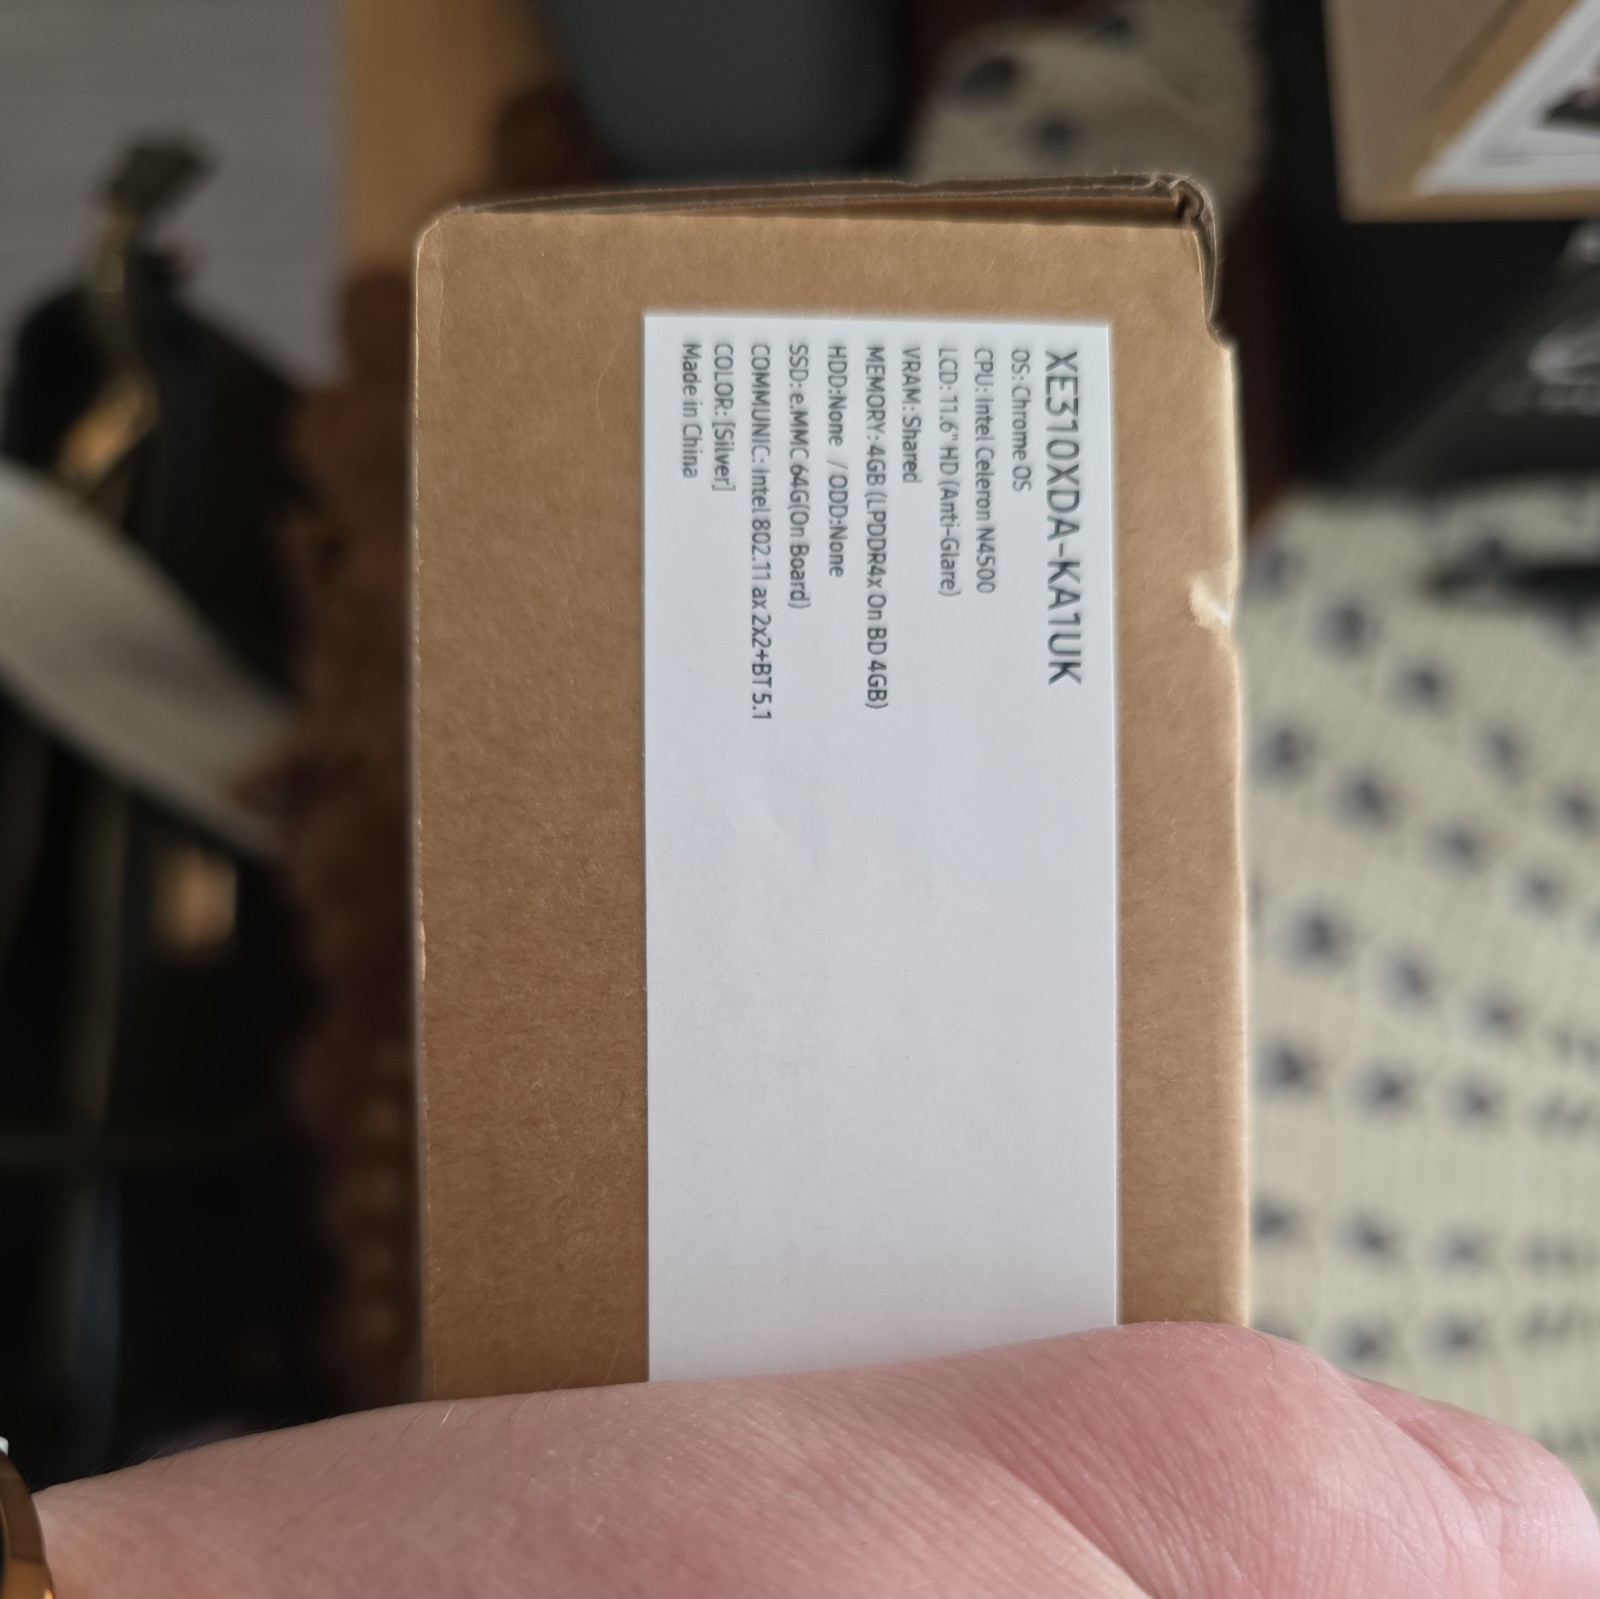 XE310XDA-KA1UK
OS: Chrome OS
CPU: Intel Celeron N4500
LCD: 11.6" HD (Anti-Glare)
VRAM: Shared
MEMORY: 4GB (LPDDR4x On BD 4GB)
HDD:None / ODD:None
SSD: e.MMC 64G(On Board)
COMMUNIC: Intel 802.11 ax 2x2+BT 5.1
COLOR: [Silver]
Made in China